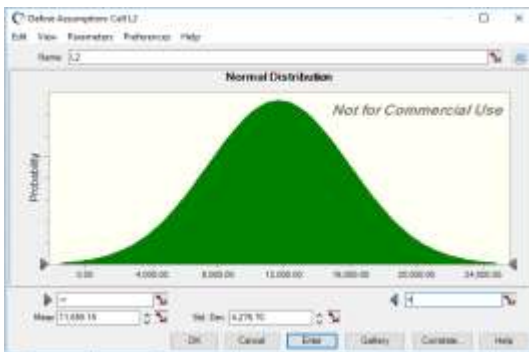 Define Assumption: Cell L2
Edit View Parameters Preferences Help
Name: L2
Normal Distribution
Not for Commercial Use
Probability
0.00 4,000.00 8,000.00 12,000.00 16,000.00 20,000.00 24,000.00
Mean Std. Dev.
OK Cancel Enter Gallery Correlate... Help